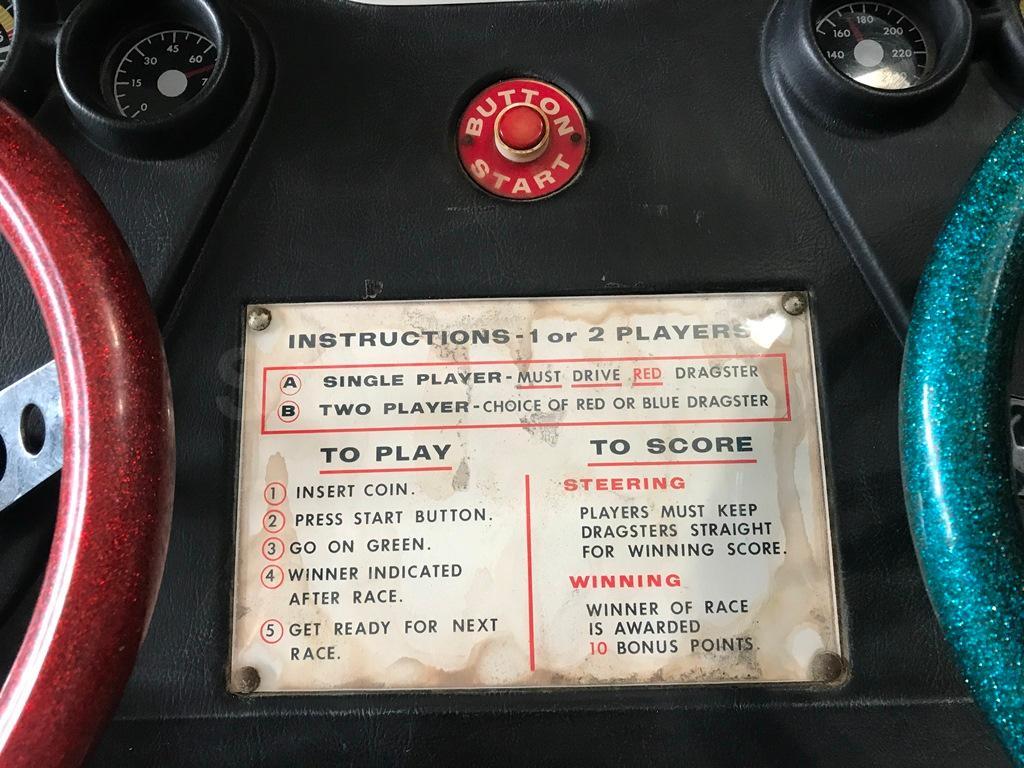 45
30
60
15
7
0
180
160
200
140
220
BUTTON
START
INSTRUCTIONS-1 or 2 PLAYERS
A SINGLE PLAYER-MUST DRIVE RED DRAGSTER
B TWO PLAYER-CHOICE OF RED OR BLUE DRAGSTER
TO PLAY
1 INSERT COIN.
2 PRESS START BUTTON.
3 GO ON GREEN.
4 WINNER INDICATED
AFTER RACE.
5 GET READY FOR NEXT
RACE.
TO SCORE
STEERING
PLAYERS MUST KEEP
DRAGSTERS STRAIGHT
FOR WINNING SCORE.
WINNING
WINNER OF RACE
IS AWARDED
10 BONUS POINTS.